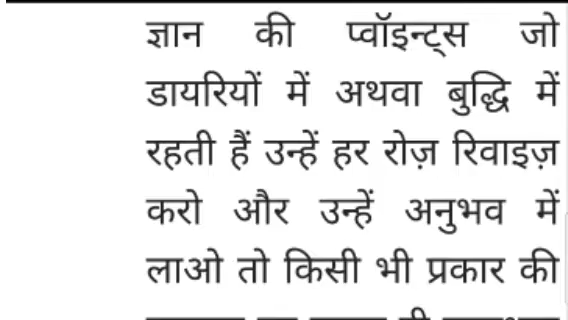 ज्ञान की प्वॉइन्ट्स जो
डायरियों में अथवा बुद्धि में
रहती हैं उन्हें हर रोज़ रिवाइज़
करो और उन्हें अनुभव में
लाओ तो किसी भी प्रकार की